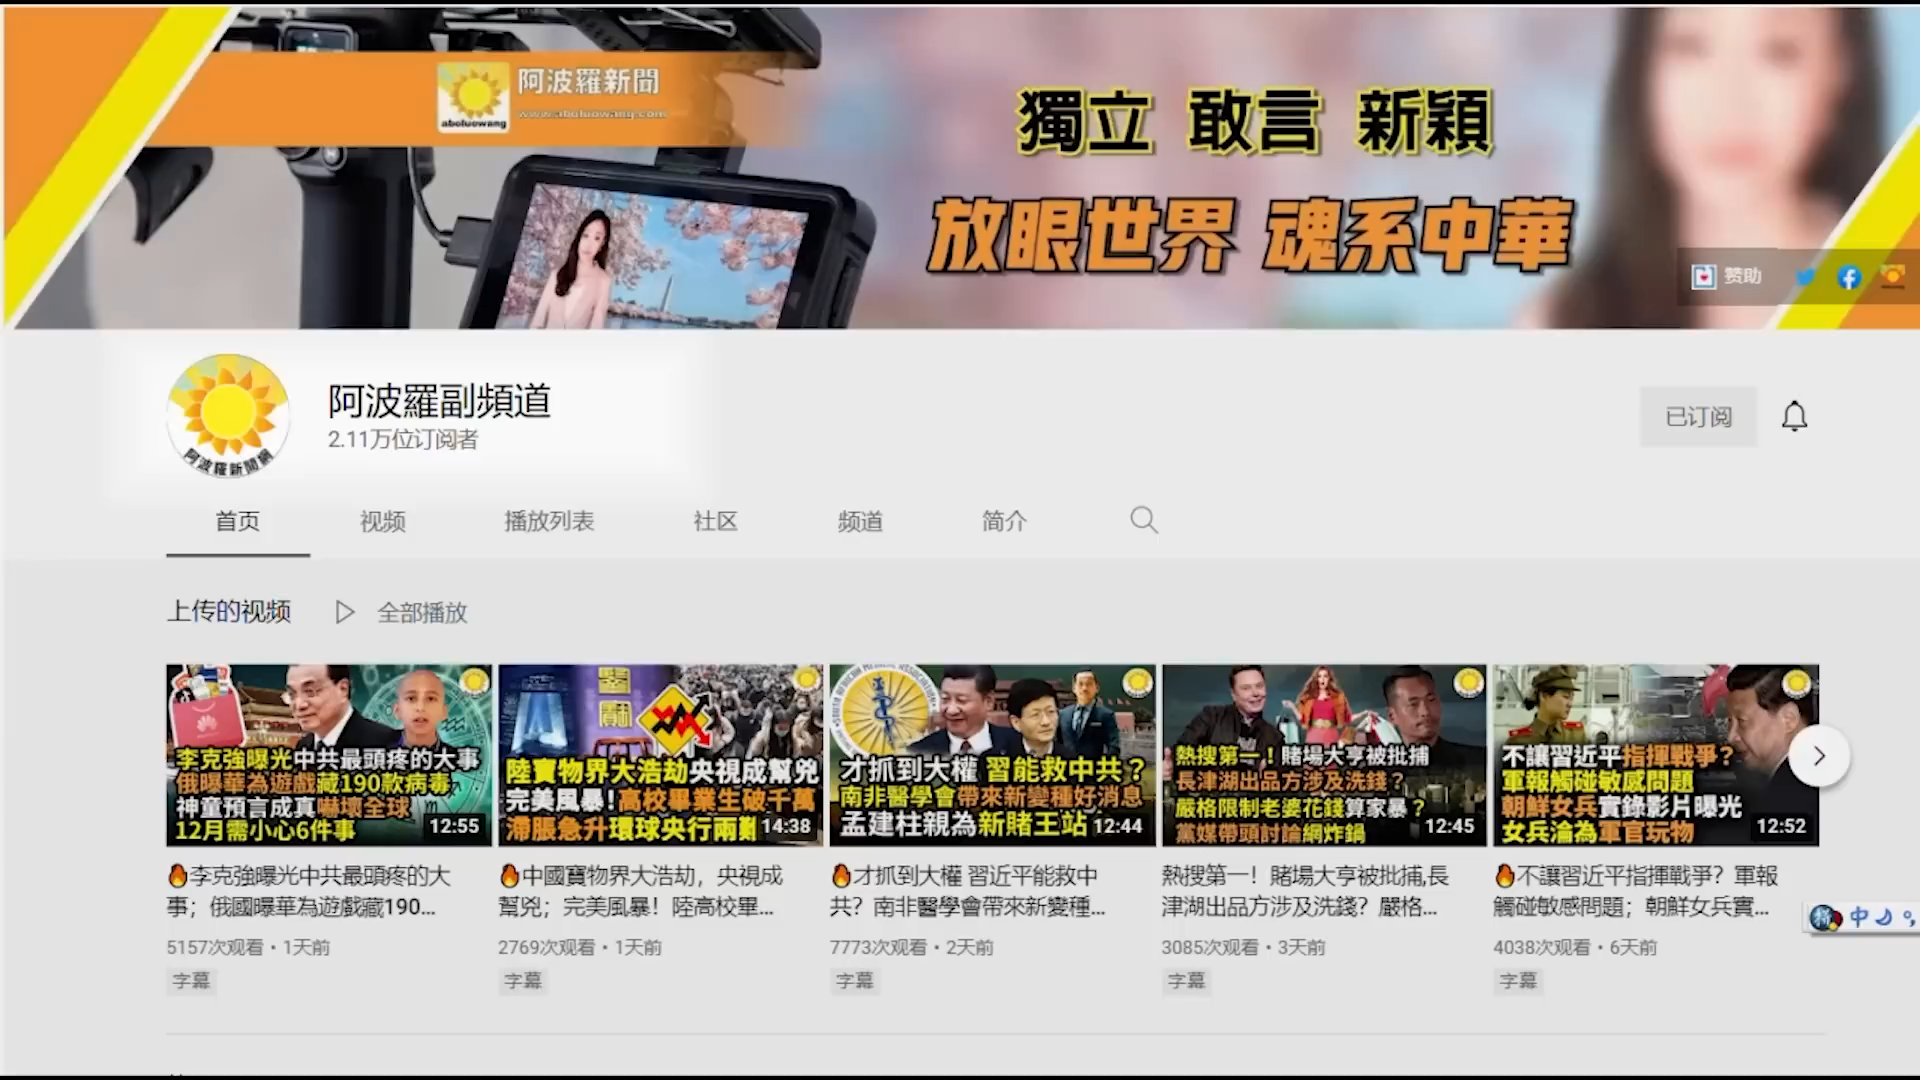 阿波羅新聞
www.aboluowang.com
aboluowang
獨立 敢言 新穎
放眼世界 魂系中華
赞助
阿波羅新聞網
阿波羅副頻道
2.11万位订阅者
已订阅
首页
视频
播放列表
社区
频道
简介
上传的视频
全部播放
李克強曝光中共最頭疼的大事
俄曝華為遊戲藏190款病毒
神童預言成真嚇壞全球
12月需小心6件事
12:55
陸寶物界大浩劫央視成幫兇
完美風暴!高校畢業生破千萬
滯脹急升環球央行兩難
14:38
才抓到大權 習能救中共？
南非醫學會帶來新變種好消息
孟建柱親為新賭王站
12:44
熱搜第一！賭場大亨被批捕
長津湖出品方涉及洗錢？
嚴格限制老婆花錢算家暴？
黨媒帶頭討論網炸鍋
12:45
不讓習近平指揮戰爭？
軍報觸碰敏感問題
朝鮮女兵實錄影片曝光
女兵淪為軍官玩物
12:52
🔥李克強曝光中共最頭疼的大
事；俄國曝華為遊戲藏190...
5157次观看・1天前
字幕
🔥中國寶物界大浩劫，央視成
幫兇；完美風暴！陸高校畢...
2769次观看・1天前
字幕
🔥才抓到大權 習近平能救中
共？南非醫學會帶來新變種...
7773次观看・2天前
字幕
熱搜第一！賭場大亨被批捕,長
津湖出品方涉及洗錢？嚴格...
3085次观看・3天前
字幕
🔥不讓習近平指揮戰爭？軍報
觸碰敏感問題；朝鮮女兵實...
4038次观看・6天前
字幕
中